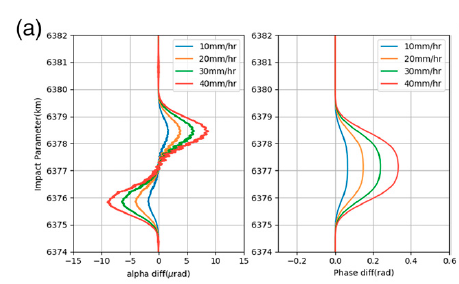 (a)
6382
6381
6380
6379
6378
6377
6376
6375
6374
Impact Parameter(km)
10mm/hr
20mm/hr
30mm/hr
40mm/hr
−15 −10 −5 0 5 10 15
alpha diff(μrad)
6382
6381
6380
6379
6378
6377
6376
6375
6374
10mm/hr
20mm/hr
30mm/hr
40mm/hr
−0.2 0.0 0.2 0.4 0.6
Phase diff(rad)